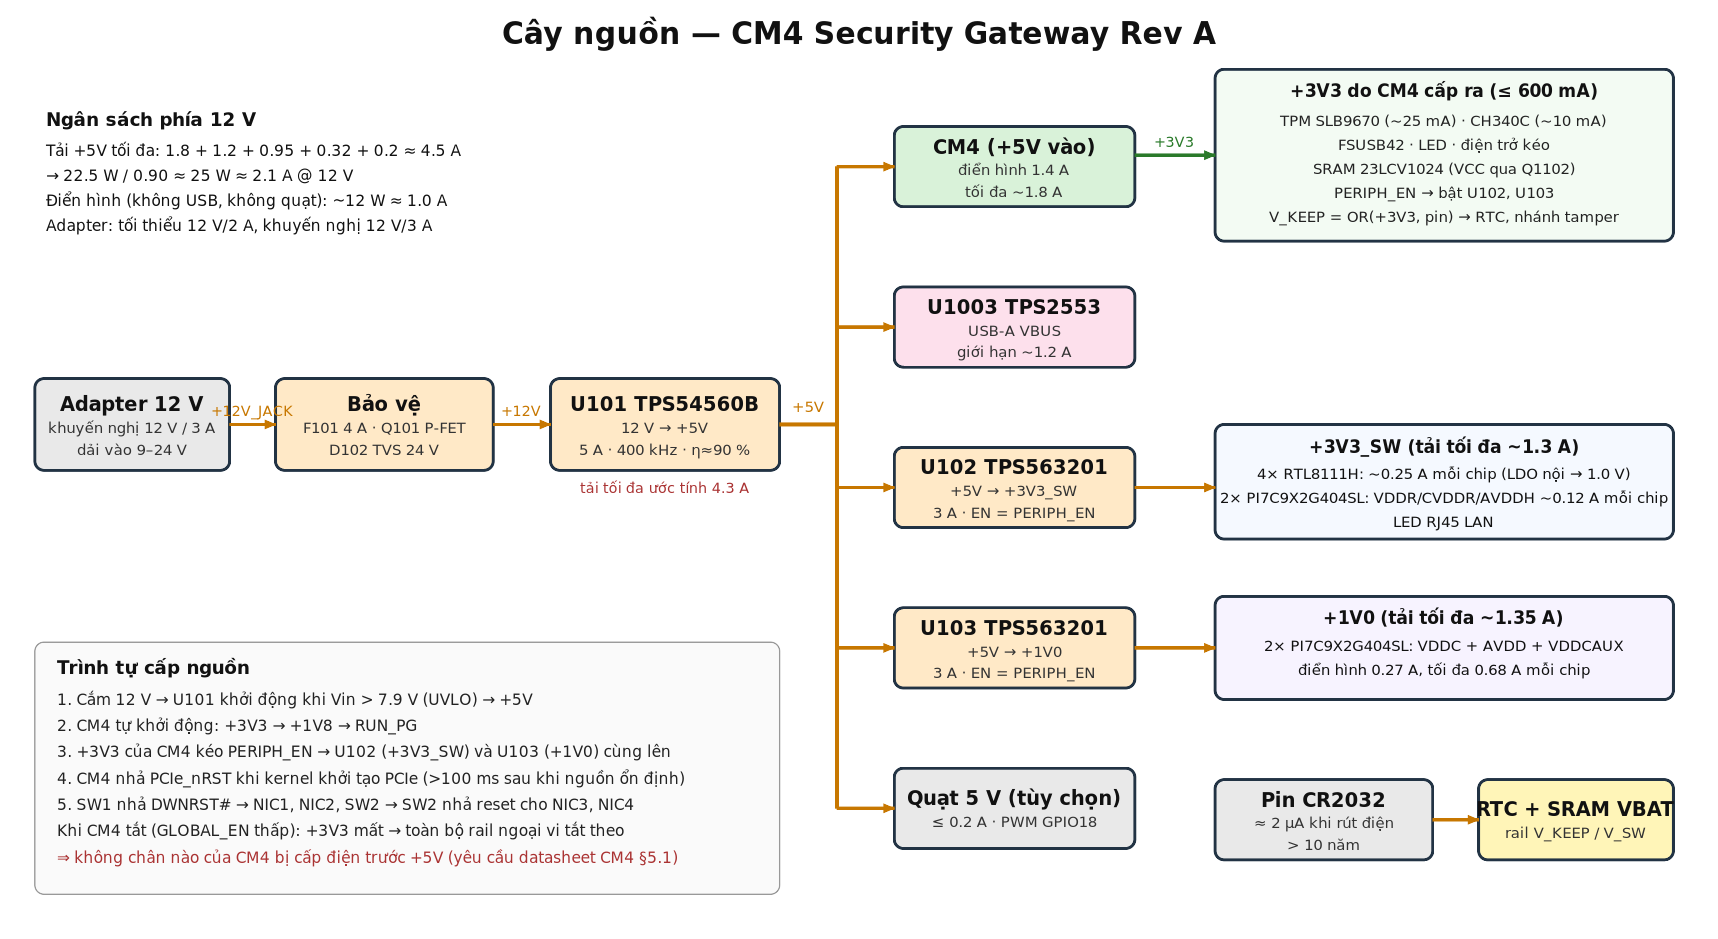 Cây nguồn — CM4 Security Gateway Rev A
Ngân sách phía 12 V
Tải +5V tối đa: 1.8 + 1.2 + 0.95 + 0.32 + 0.2 ≈ 4.5 A
→ 22.5 W / 0.90 ≈ 25 W ≈ 2.1 A @ 12 V
Điển hình (không USB, không quạt): ~12 W ≈ 1.0 A
Adapter: tối thiểu 12 V/2 A, khuyến nghị 12 V/3 A
Adapter 12 V
khuyến nghị 12 V / 3 A
dải vào 9–24 V
+12V_JACK
Bảo vệ
F101 4 A · Q101 P-FET
D102 TVS 24 V
+12V
U101 TPS54560B
12 V → +5V
5 A · 400 kHz · η≈90 %
tải tối đa ước tính 4.3 A
+5V
CM4 (+5V vào)
điển hình 1.4 A
tối đa ~1.8 A
+3V3
+3V3 do CM4 cấp ra (≤ 600 mA)
TPM SLB9670 (~25 mA) · CH340C (~10 mA)
FSUSB42 · LED · điện trở kéo
SRAM 23LCV1024 (VCC qua Q1102)
PERIPH_EN → bật U102, U103
V_KEEP = OR(+3V3, pin) → RTC, nhánh tamper
U1003 TPS2553
USB-A VBUS
giới hạn ~1.2 A
U102 TPS563201
+5V → +3V3_SW
3 A · EN = PERIPH_EN
+3V3_SW (tải tối đa ~1.3 A)
4× RTL8111H: ~0.25 A mỗi chip (LDO nội → 1.0 V)
2× PI7C9X2G404SL: VDDR/CVDDR/AVDDH ~0.12 A mỗi chip
LED RJ45 LAN
U103 TPS563201
+5V → +1V0
3 A · EN = PERIPH_EN
+1V0 (tải tối đa ~1.35 A)
2× PI7C9X2G404SL: VDDC + AVDD + VDDCAUX
điển hình 0.27 A, tối đa 0.68 A mỗi chip
Quạt 5 V (tùy chọn)
≤ 0.2 A · PWM GPIO18
Pin CR2032
≈ 2 µA khi rút điện
> 10 năm
RTC + SRAM VBAT
rail V_KEEP / V_SW
Trình tự cấp nguồn
1. Cắm 12 V → U101 khởi động khi Vin > 7.9 V (UVLO) → +5V
2. CM4 tự khởi động: +3V3 → +1V8 → RUN_PG
3. +3V3 của CM4 kéo PERIPH_EN → U102 (+3V3_SW) và U103 (+1V0) cùng lên
4. CM4 nhả PCIe_nRST khi kernel khởi tạo PCIe (>100 ms sau khi nguồn ổn định)
5. SW1 nhả DWNRST# → NIC1, NIC2, SW2 → SW2 nhả reset cho NIC3, NIC4
Khi CM4 tắt (GLOBAL_EN thấp): +3V3 mất → toàn bộ rail ngoại vi tắt theo
⇒ không chân nào của CM4 bị cấp điện trước +5V (yêu cầu datasheet CM4 §5.1)